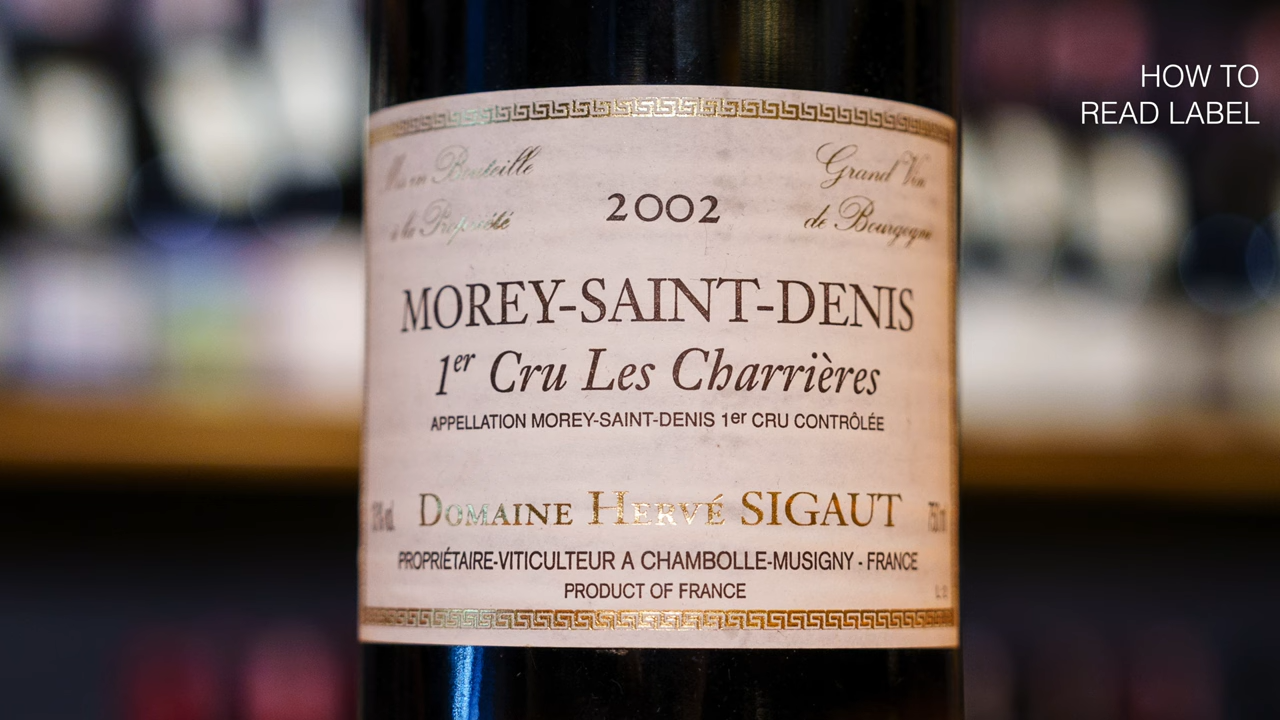 HOW TO
READ LABEL
Mis en Bouteille
à la Propriété
Grand Vin
de Bourgogne
2002
MOREY-SAINT-DENIS
1er Cru Les Charrières
APPELLATION MOREY-SAINT-DENIS 1er CRU CONTRÔLÉE
DOMAINE HERVÉ SIGAUT
PROPRIÉTAIRE-VITICULTEUR A CHAMBOLLE-MUSIGNY - FRANCE
PRODUCT OF FRANCE